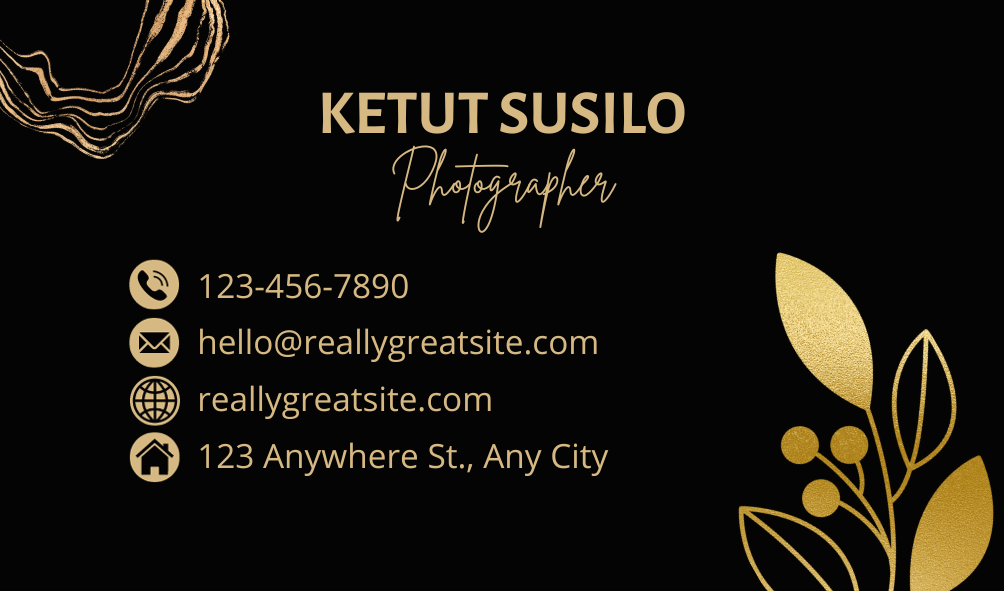 KETUT SUSILO
Photographer
123-456-7890
hello@reallygreatsite.com
reallygreatsite.com
123 Anywhere St., Any City